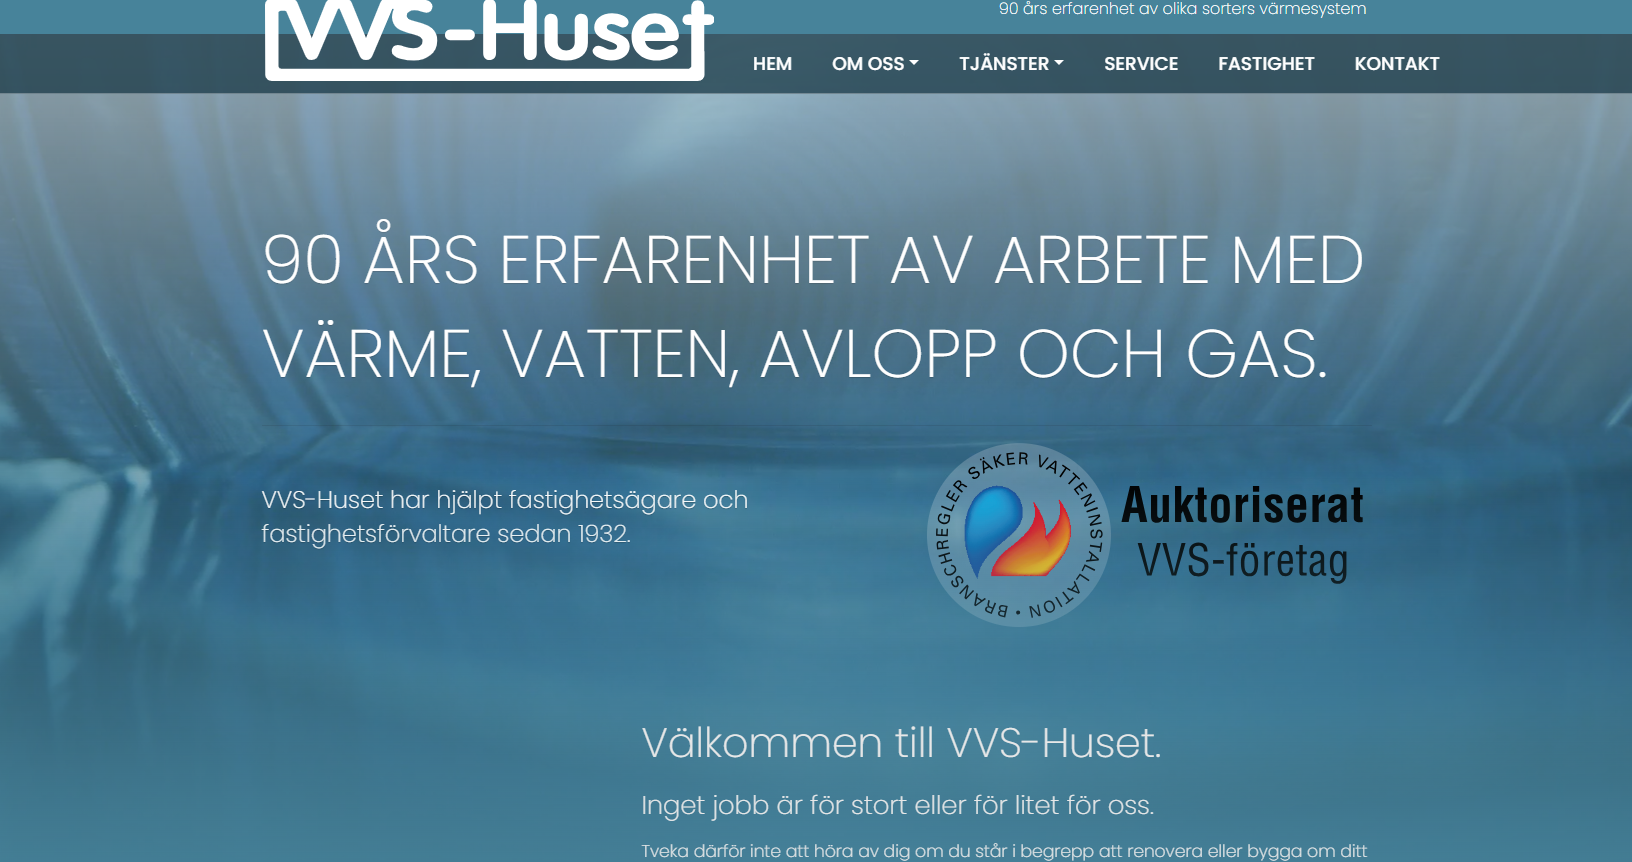 90 års erfarenhet av olika sorters värmesystem
VVS-Huset
HEM OM OSS TJÄNSTER SERVICE FASTIGHET KONTAKT
90 ÅRS ERFARENHET AV ARBETE MED
VÄRME, VATTEN, AVLOPP OCH GAS.
VVS-Huset har hjälpt fastighetsägare och
fastighetsförvaltare sedan 1932.
BRANSCHREGLER SÄKER VATTENINSTALLATION •
Auktoriserat
VVS-företag
Välkommen till VVS-Huset.
Inget jobb är för stort eller för litet för oss.
Tveka därför inte att höra av dig om du står i begrepp att renovera eller bygga om ditt